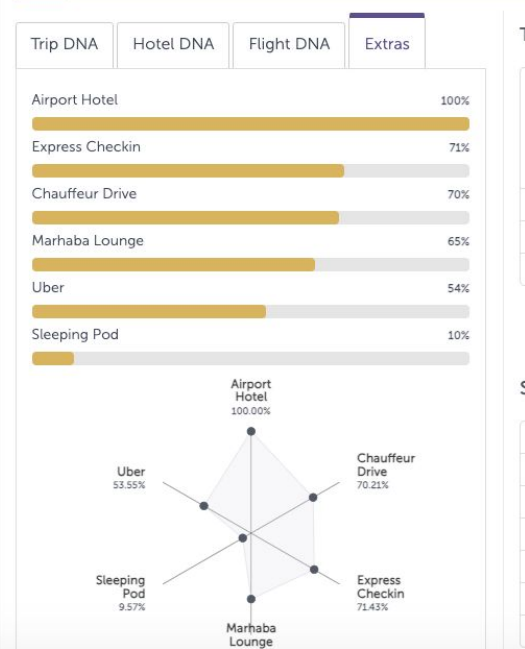 Trip DNA
Hotel DNA
Flight DNA
Extras
Airport Hotel 100%
Express Checkin 71%
Chauffeur Drive 70%
Marhaba Lounge 65%
Uber 54%
Sleeping Pod 10%
Airport
Hotel
100.00%
Chauffeur
Drive
70.21%
Uber
53.55%
Sleeping
Pod
9.57%
Express
Checkin
71.43%
Marhaba
Lounge